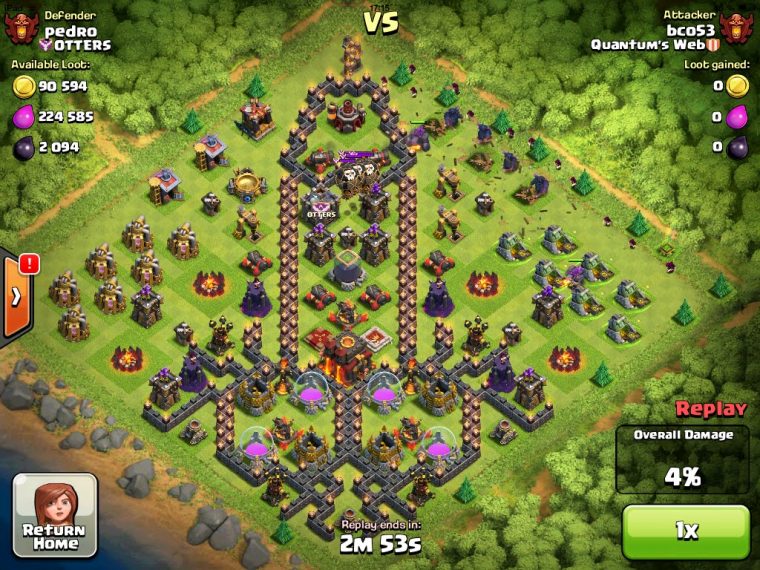 Defender
pedro
OTTERS
Available Loot:
90 594
224 585
2 094
VS
Attacker
bco53
Quantum's Web
Loot gained:
0
0
0
OTTERS
!
Replay
Overall Damage
4%
1x
Return
Home
Replay ends in:
2M 53s